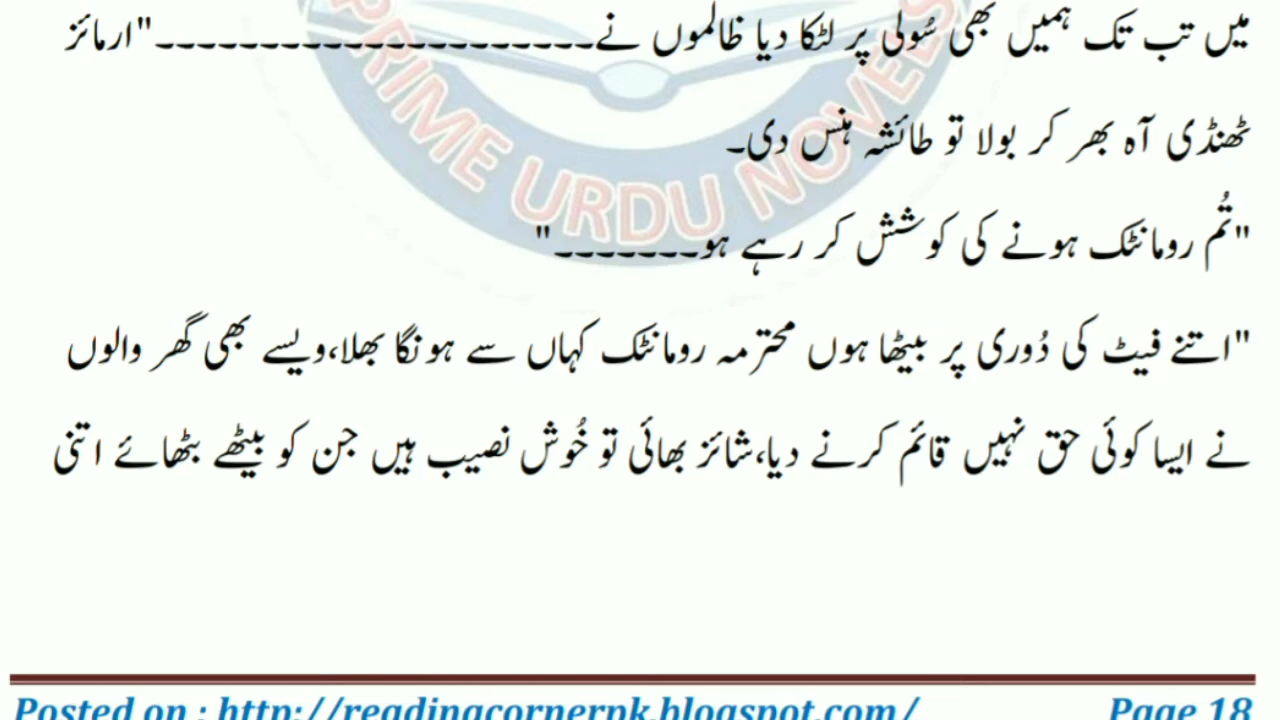 میں تب تک ہمیں بھی سُولی پر لٹکا دیا ظالموں نے۔۔۔۔۔۔۔۔۔۔۔۔۔۔۔۔۔۔۔۔۔"ارمائز
ٹھنڈی آہ بھر کر بولا تو طائشہ ہنس دی۔
"تُم رومانٹک ہونے کی کوشش کر رہے ہو۔۔۔۔۔۔۔"
"اتنے فیٹ کی دُوری پر بیٹھا ہوں محترمہ رومانٹک کہاں سے ہونگا بھلا،ویسے بھی گھر والوں
نے ایسا کوئی حق نہیں قائم کرنے دیا،شائز بھائی تو خُوش نصیب ہیں جن کو بیٹھے بٹھائے اتنی
PRIME URDU NOVELS
Posted on : http://readingcornerpk.blogspot.com/ Page 18